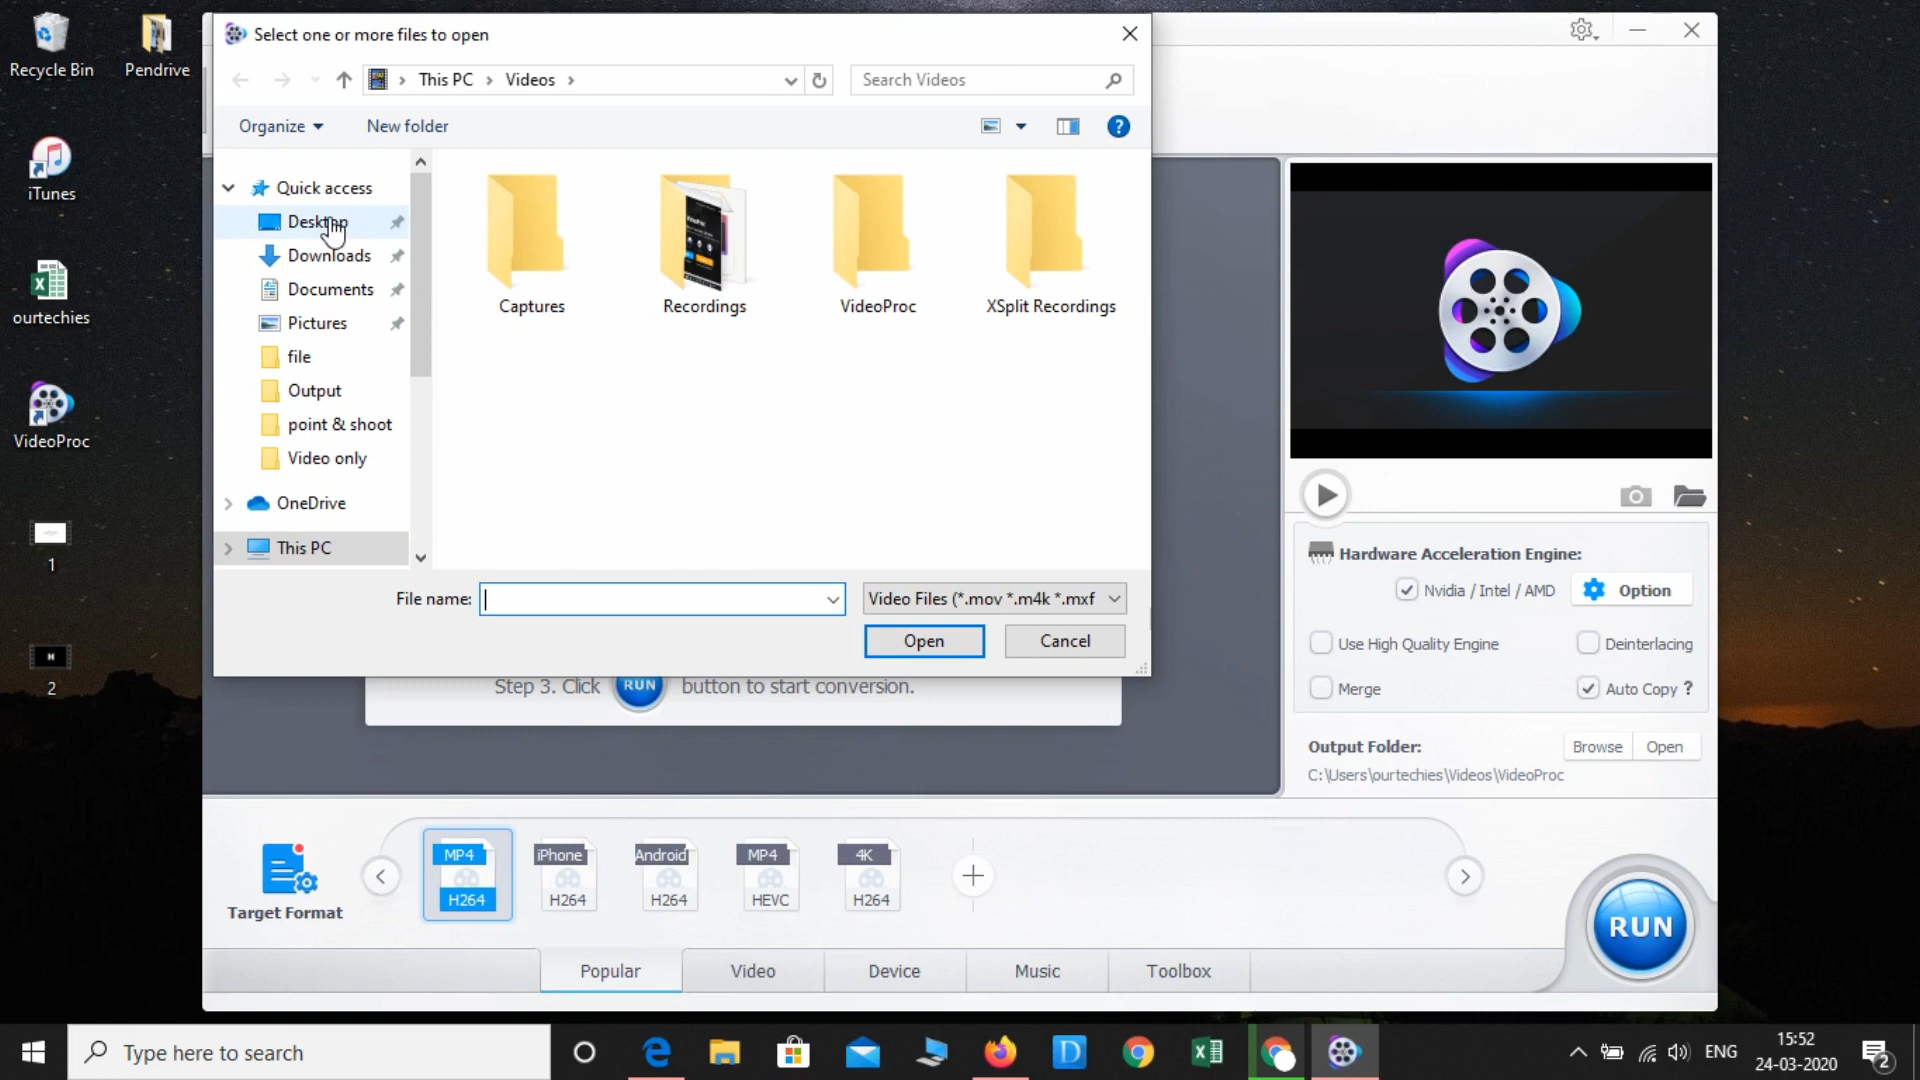 Recycle Bin
Pendrive
iTunes
ourtechies
VideoProc
1
2
Select one or more files to open
This PC > Videos >
Search Videos
Organize
New folder
?
Quick access
Desktop
Downloads
Documents
Pictures
file
Output
point & shoot
Video only
OneDrive
This PC
Captures
Recordings
VideoProc
XSplit Recordings
File name:
Video Files (*.mov *.m4k *.mxf
Open
Cancel
Step 3. Click RUN button to start conversion.
Hardware Acceleration Engine:
Nvidia / Intel / AMD
Option
Use High Quality Engine
Deinterlacing
Merge
Auto Copy ?
Output Folder:
Browse
Open
C:\Users\ourtechies\Videos\VideoProc
Target Format
MP4
H264
iPhone
H264
Android
H264
MP4
HEVC
4K
H264
RUN
Popular
Video
Device
Music
Toolbox
Type here to search
ENG
15:52
24-03-2020
2